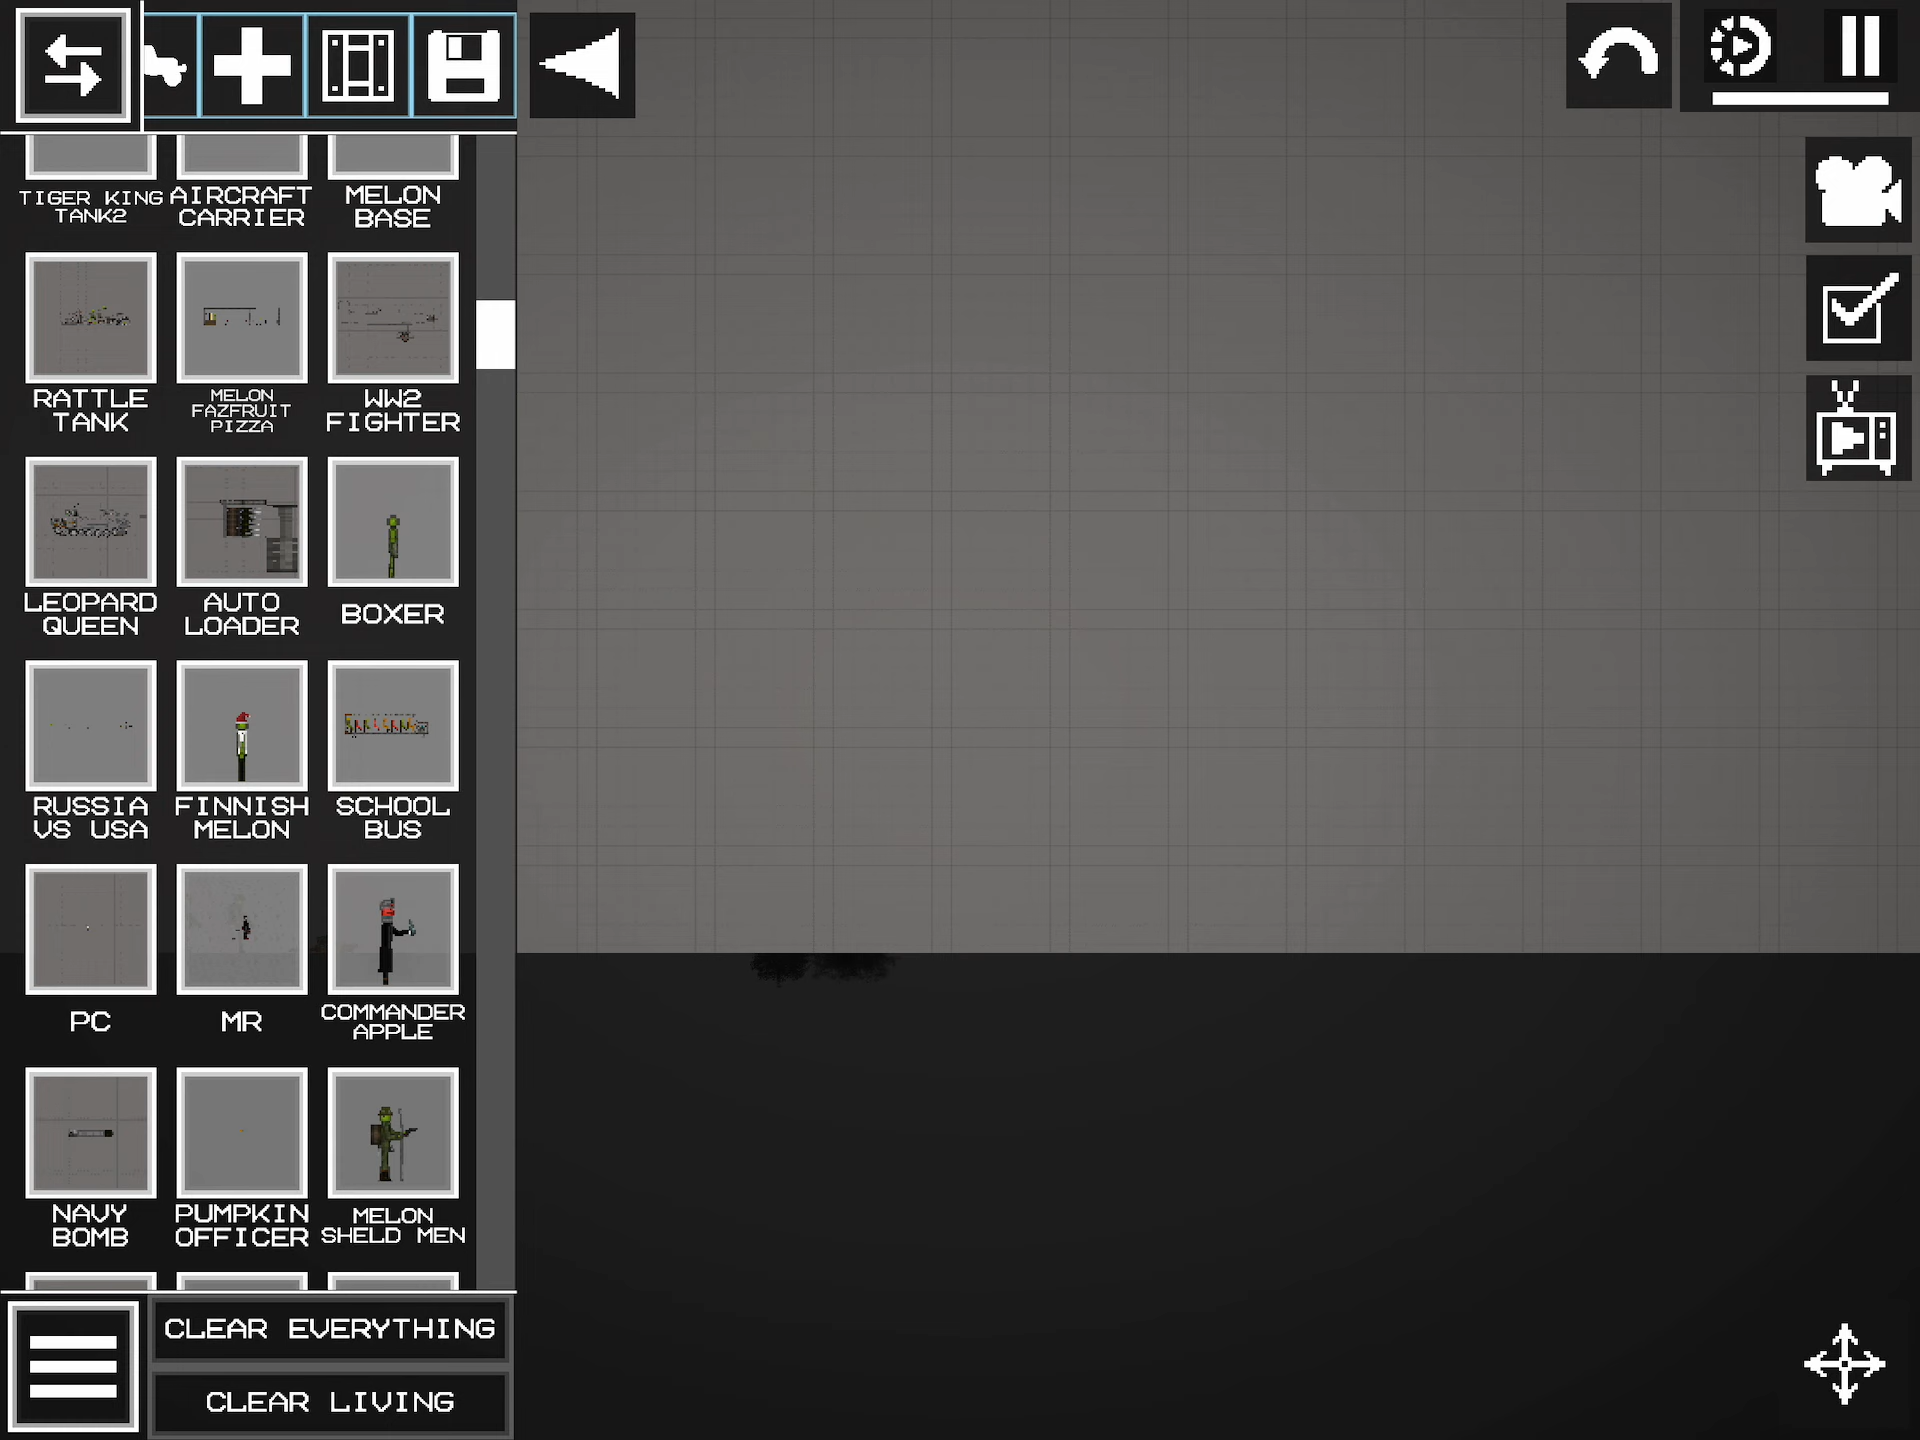 TIGER KING
TANK2
AIRCRAFT
CARRIER
MELON
BASE
RATTLE
TANK
MELON
FAZFRUIT
PIZZA
WW2
FIGHTER
LEOPARD
QUEEN
AUTO
LOADER
BOXER
RUSSIA
VS USA
FINNISH
MELON
SCHOOL
BUS
PC
MR
COMMANDER
APPLE
NAVY
BOMB
PUMPKIN
OFFICER
MELON
SHELD MEN
CLEAR EVERYTHING
CLEAR LIVING